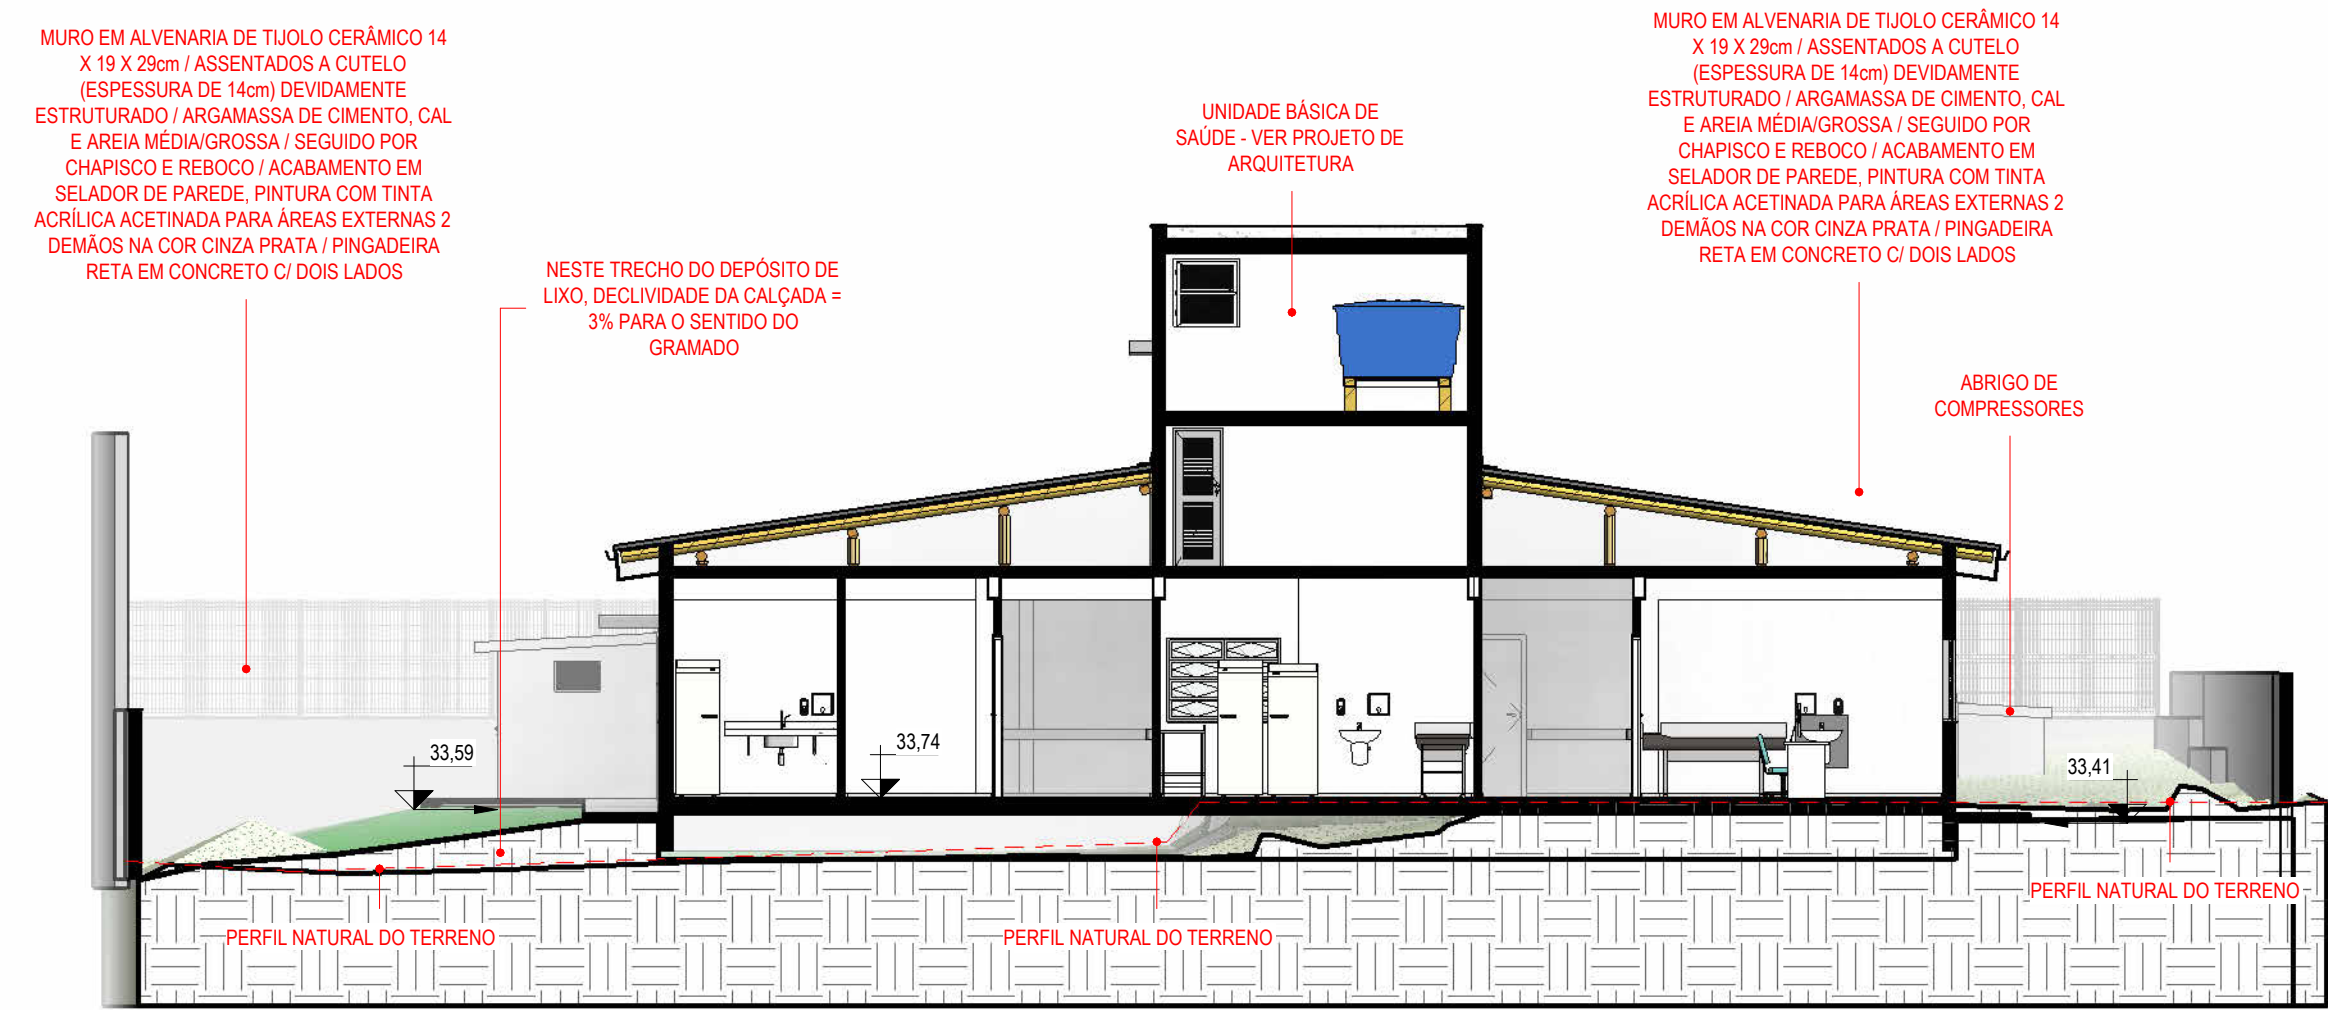 MURO EM ALVENARIA DE TIJOLO CERÂMICO 14
X 19 X 29cm / ASSENTADOS A CUTELO
(ESPESSURA DE 14cm) DEVIDAMENTE
ESTRUTURADO / ARGAMASSA DE CIMENTO, CAL
E AREIA MÉDIA/GROSSA / SEGUIDO POR
CHAPISCO E REBOCO / ACABAMENTO EM
SELADOR DE PAREDE, PINTURA COM TINTA
ACRÍLICA ACETINADA PARA ÁREAS EXTERNAS 2
DEMÃOS NA COR CINZA PRATA / PINGADEIRA
RETA EM CONCRETO C/ DOIS LADOS
NESTE TRECHO DO DEPÓSITO DE
LIXO, DECLIVIDADE DA CALÇADA =
3% PARA O SENTIDO DO
GRAMADO
UNIDADE BÁSICA DE
SAÚDE - VER PROJETO DE
ARQUITETURA
MURO EM ALVENARIA DE TIJOLO CERÂMICO 14
X 19 X 29cm / ASSENTADOS A CUTELO
(ESPESSURA DE 14cm) DEVIDAMENTE
ESTRUTURADO / ARGAMASSA DE CIMENTO, CAL
E AREIA MÉDIA/GROSSA / SEGUIDO POR
CHAPISCO E REBOCO / ACABAMENTO EM
SELADOR DE PAREDE, PINTURA COM TINTA
ACRÍLICA ACETINADA PARA ÁREAS EXTERNAS 2
DEMÃOS NA COR CINZA PRATA / PINGADEIRA
RETA EM CONCRETO C/ DOIS LADOS
ABRIGO DE
COMPRESSORES
33,59
33,74
33,41
PERFIL NATURAL DO TERRENO
PERFIL NATURAL DO TERRENO
PERFIL NATURAL DO TERRENO